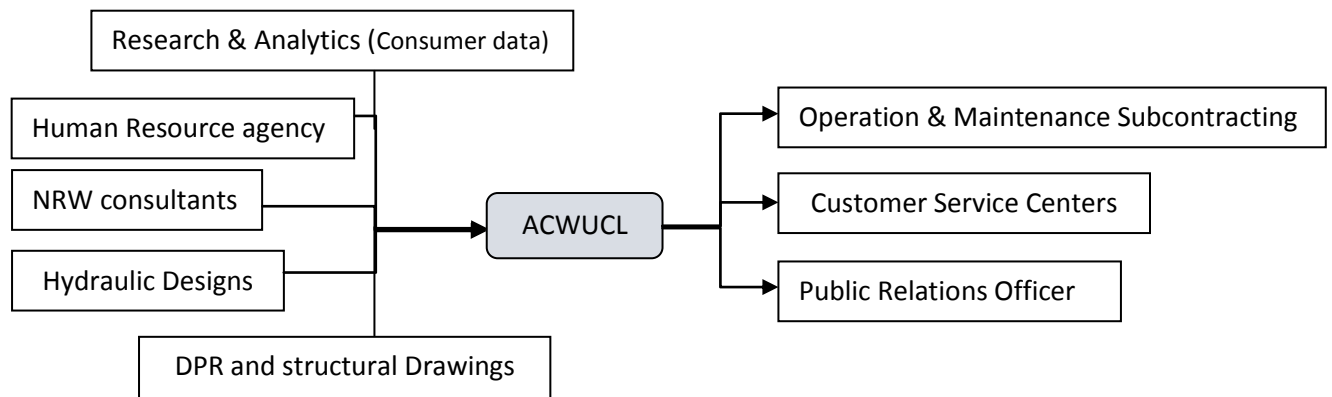 Research & Analytics (Consumer data)
Human Resource agency
NRW consultants
Hydraulic Designs
DPR and structural Drawings
ACWUCL
Operation & Maintenance Subcontracting
Customer Service Centers
Public Relations Officer